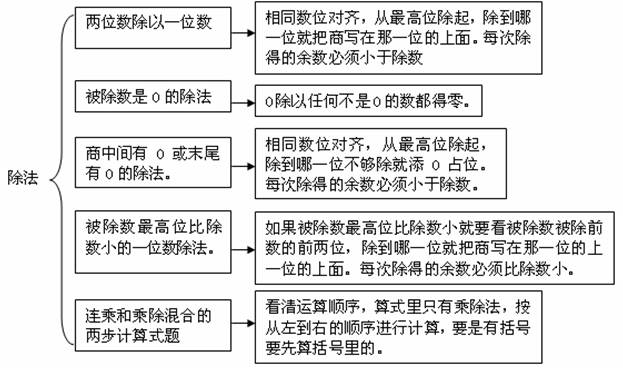 除法
两位数除以一位数
相同数位对齐，从最高位除起，除到哪
一位就把商写在那一位的上面。每次除
得的余数必须小于除数
被除数是0的除法
0除以任何不是0的数都得零。
商中间有 0 或末尾
有0的除法。
相同数位对齐，从最高位除起，
除到哪一位不够除就添 0 占位。
每次除得的余数必须小于除数。
被除数最高位比除
数小的一位数除法。
如果被除数最高位比除数小就要看被除数被除前
数的前两位，除到哪一位就把商写在那一位的上
一位的上面。每次除得的余数必须比除数小。
连乘和乘除混合的
两步计算式题
看清运算顺序，算式里只有乘除法，按
从左到右的顺序进行计算，要是有括号
要先算括号里的。